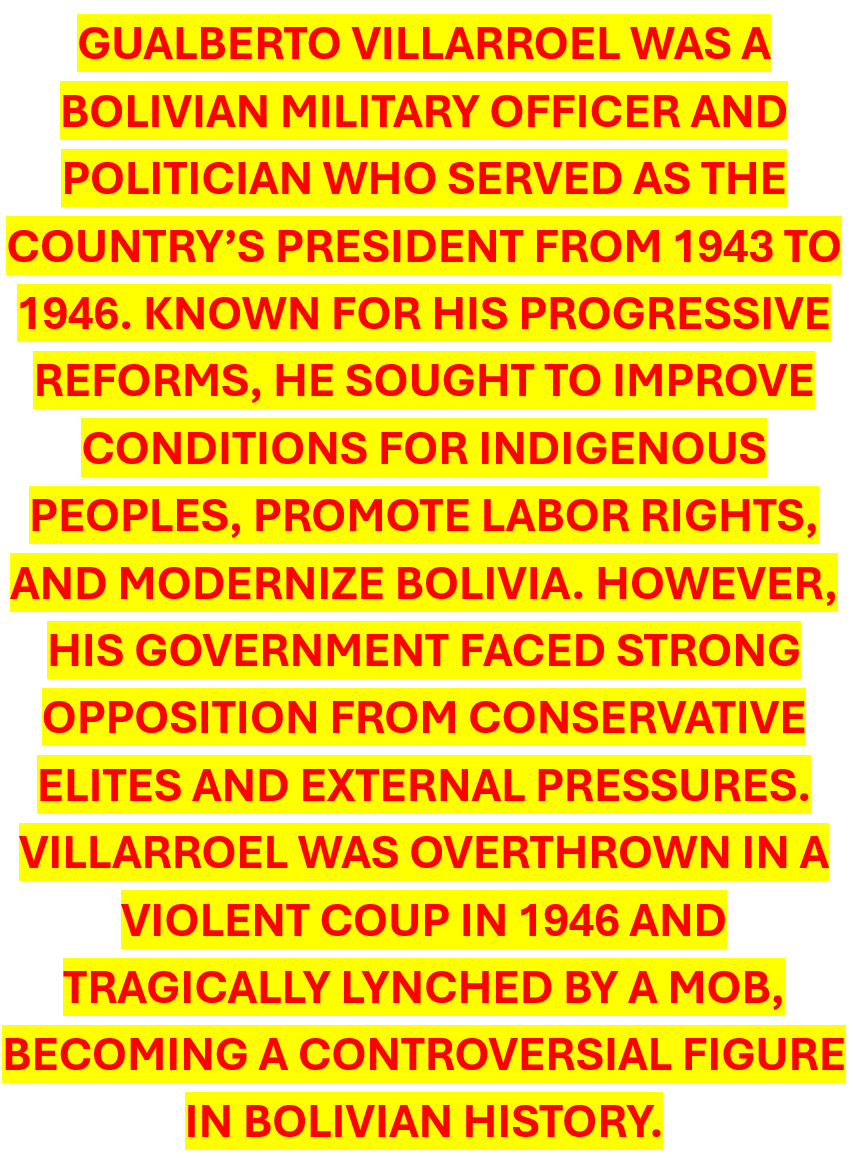 GUALBERTO VILLARROEL WAS A
BOLIVIAN MILITARY OFFICER AND
POLITICIAN WHO SERVED AS THE
COUNTRY’S PRESIDENT FROM 1943 TO
1946. KNOWN FOR HIS PROGRESSIVE
REFORMS, HE SOUGHT TO IMPROVE
CONDITIONS FOR INDIGENOUS
PEOPLES, PROMOTE LABOR RIGHTS,
AND MODERNIZE BOLIVIA. HOWEVER,
HIS GOVERNMENT FACED STRONG
OPPOSITION FROM CONSERVATIVE
ELITES AND EXTERNAL PRESSURES.
VILLARROEL WAS OVERTHROWN IN A
VIOLENT COUP IN 1946 AND
TRAGICALLY LYNCHED BY A MOB,
BECOMING A CONTROVERSIAL FIGURE
IN BOLIVIAN HISTORY.